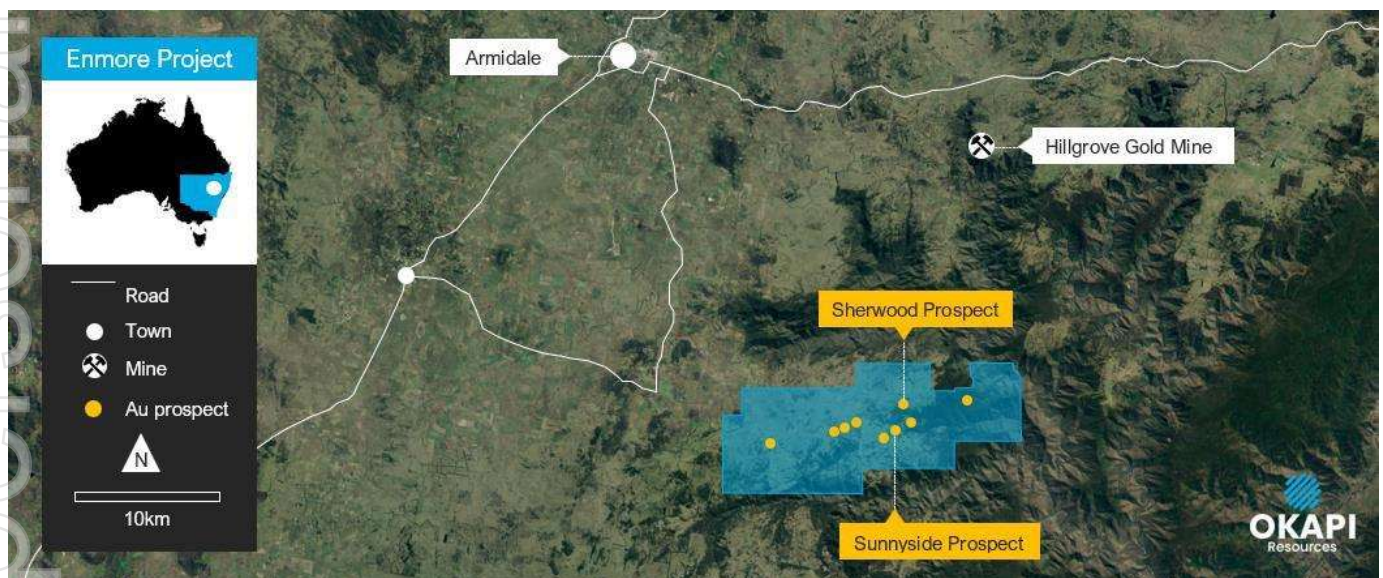 Enmore Project
Road
Town
Mine
Au prospect
N
10km
Armidale
Hillgrove Gold Mine
Sherwood Prospect
Sunnyside Prospect
OKAPI
Resources